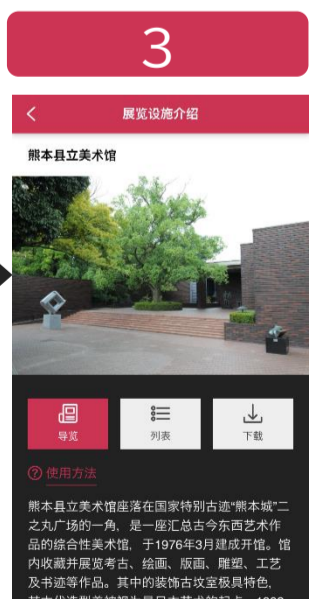 3
展览设施介绍
熊本县立美术馆
导览
列表
下载
? 使用方法
熊本县立美术馆座落在国家特别古迹“熊本城”二
之丸广场的一角，是一座汇总古今东西艺术作
品的综合性美术馆，于1976年3月建成开馆。馆
内收藏并展览考古、绘画、版画、雕塑、工艺
及书迹等作品。其中的装饰古坟室极具特色，